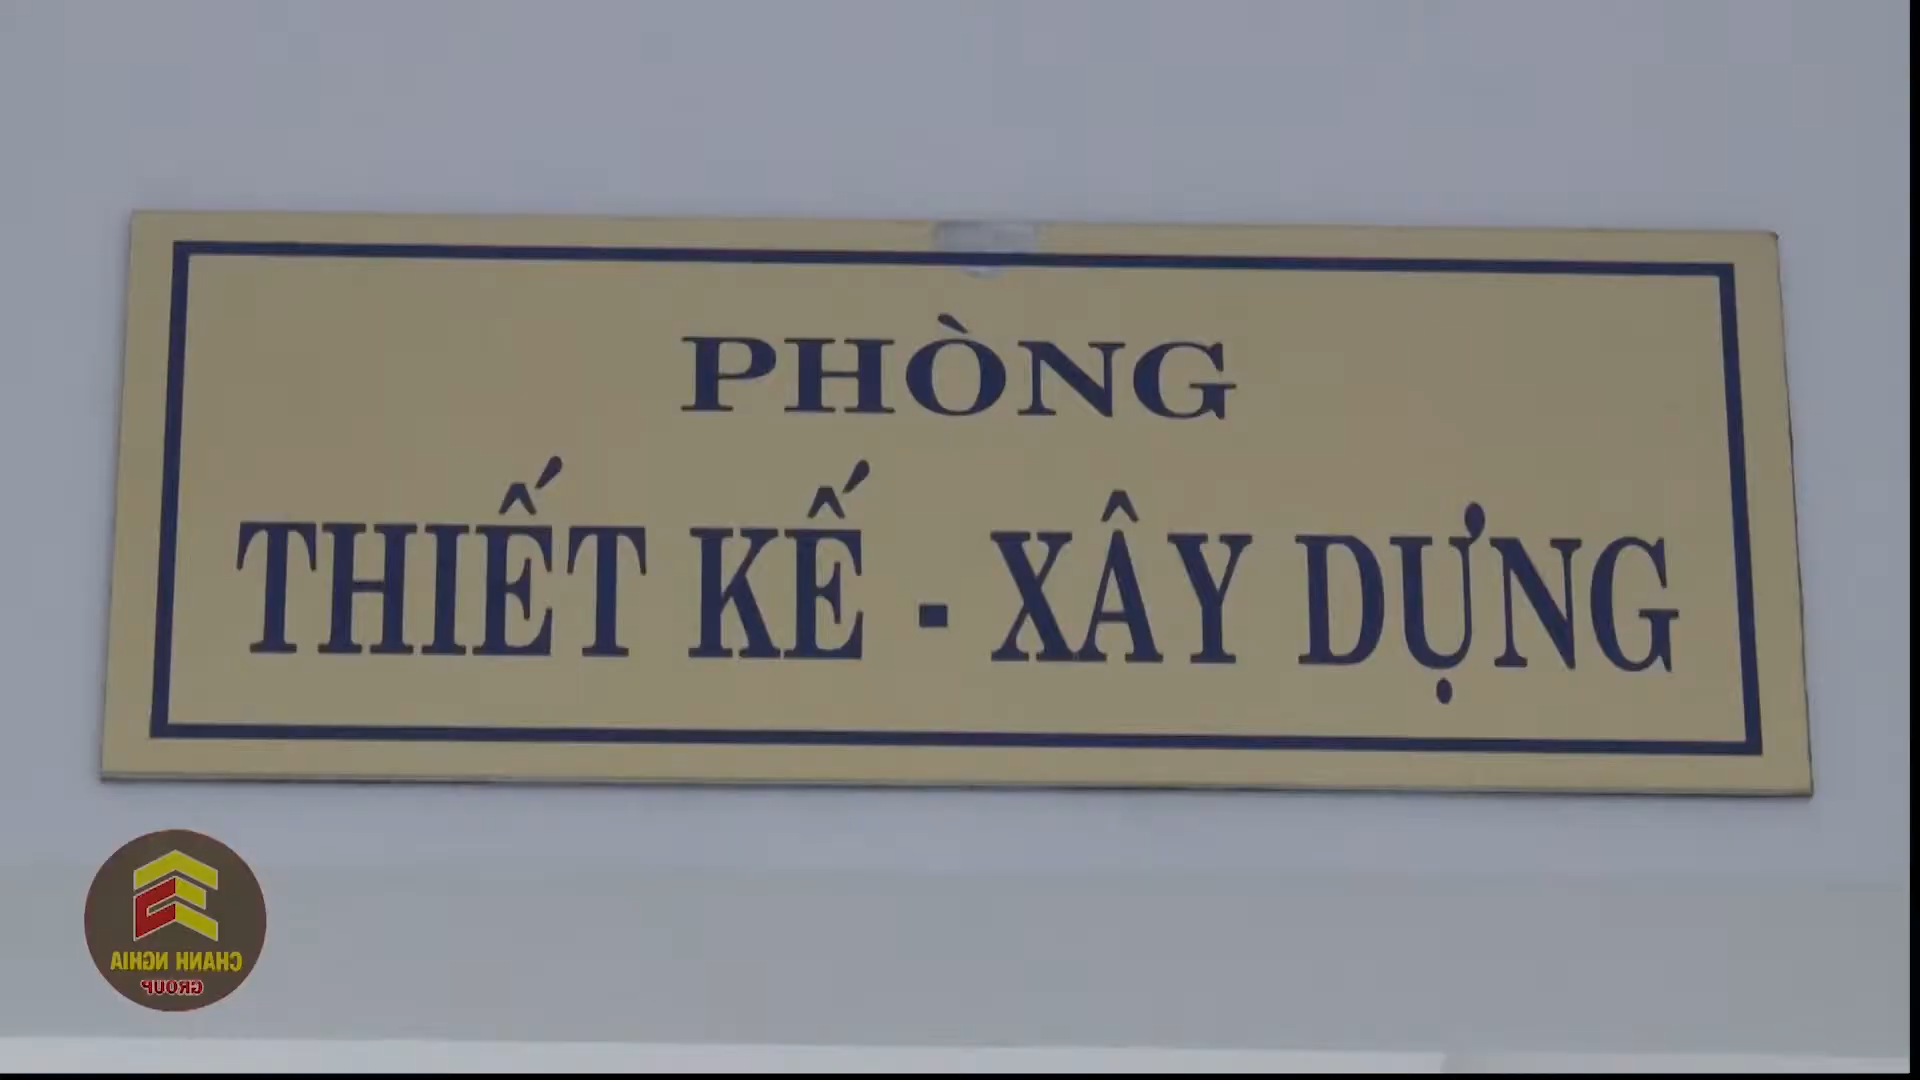 PHÒNG
THIẾT KẾ - XÂY DỰNG
CHANH NGHIA
GROUP